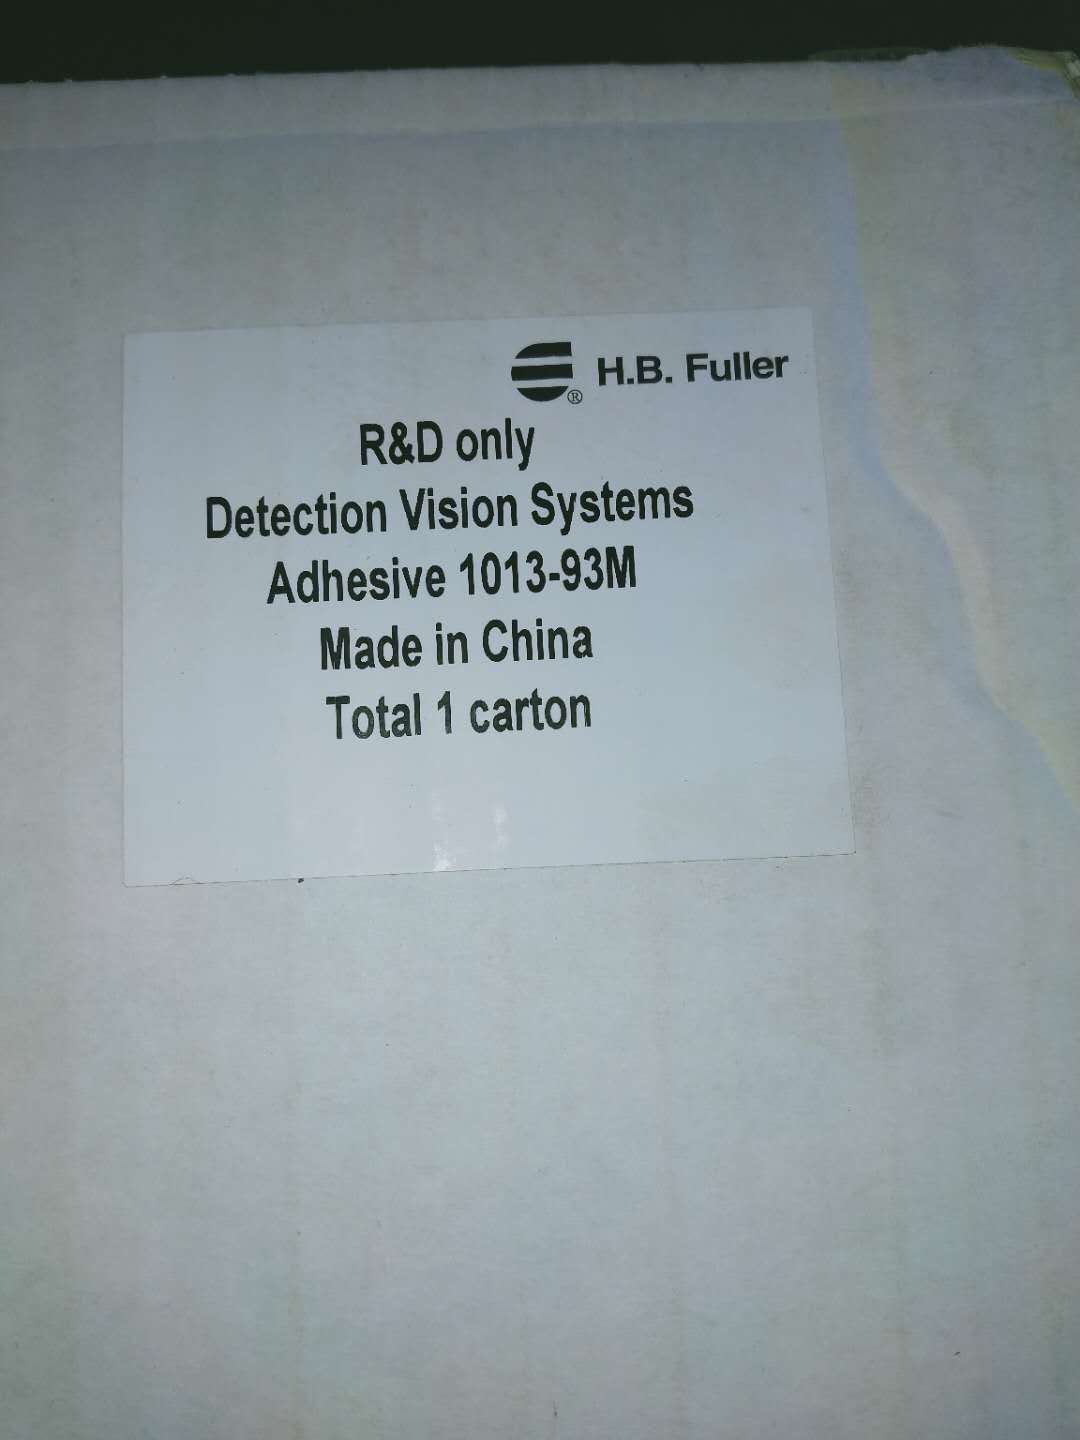 H.B. Fuller
®
R&D only
Detection Vision Systems
Adhesive 1013-93M
Made in China
Total 1 carton